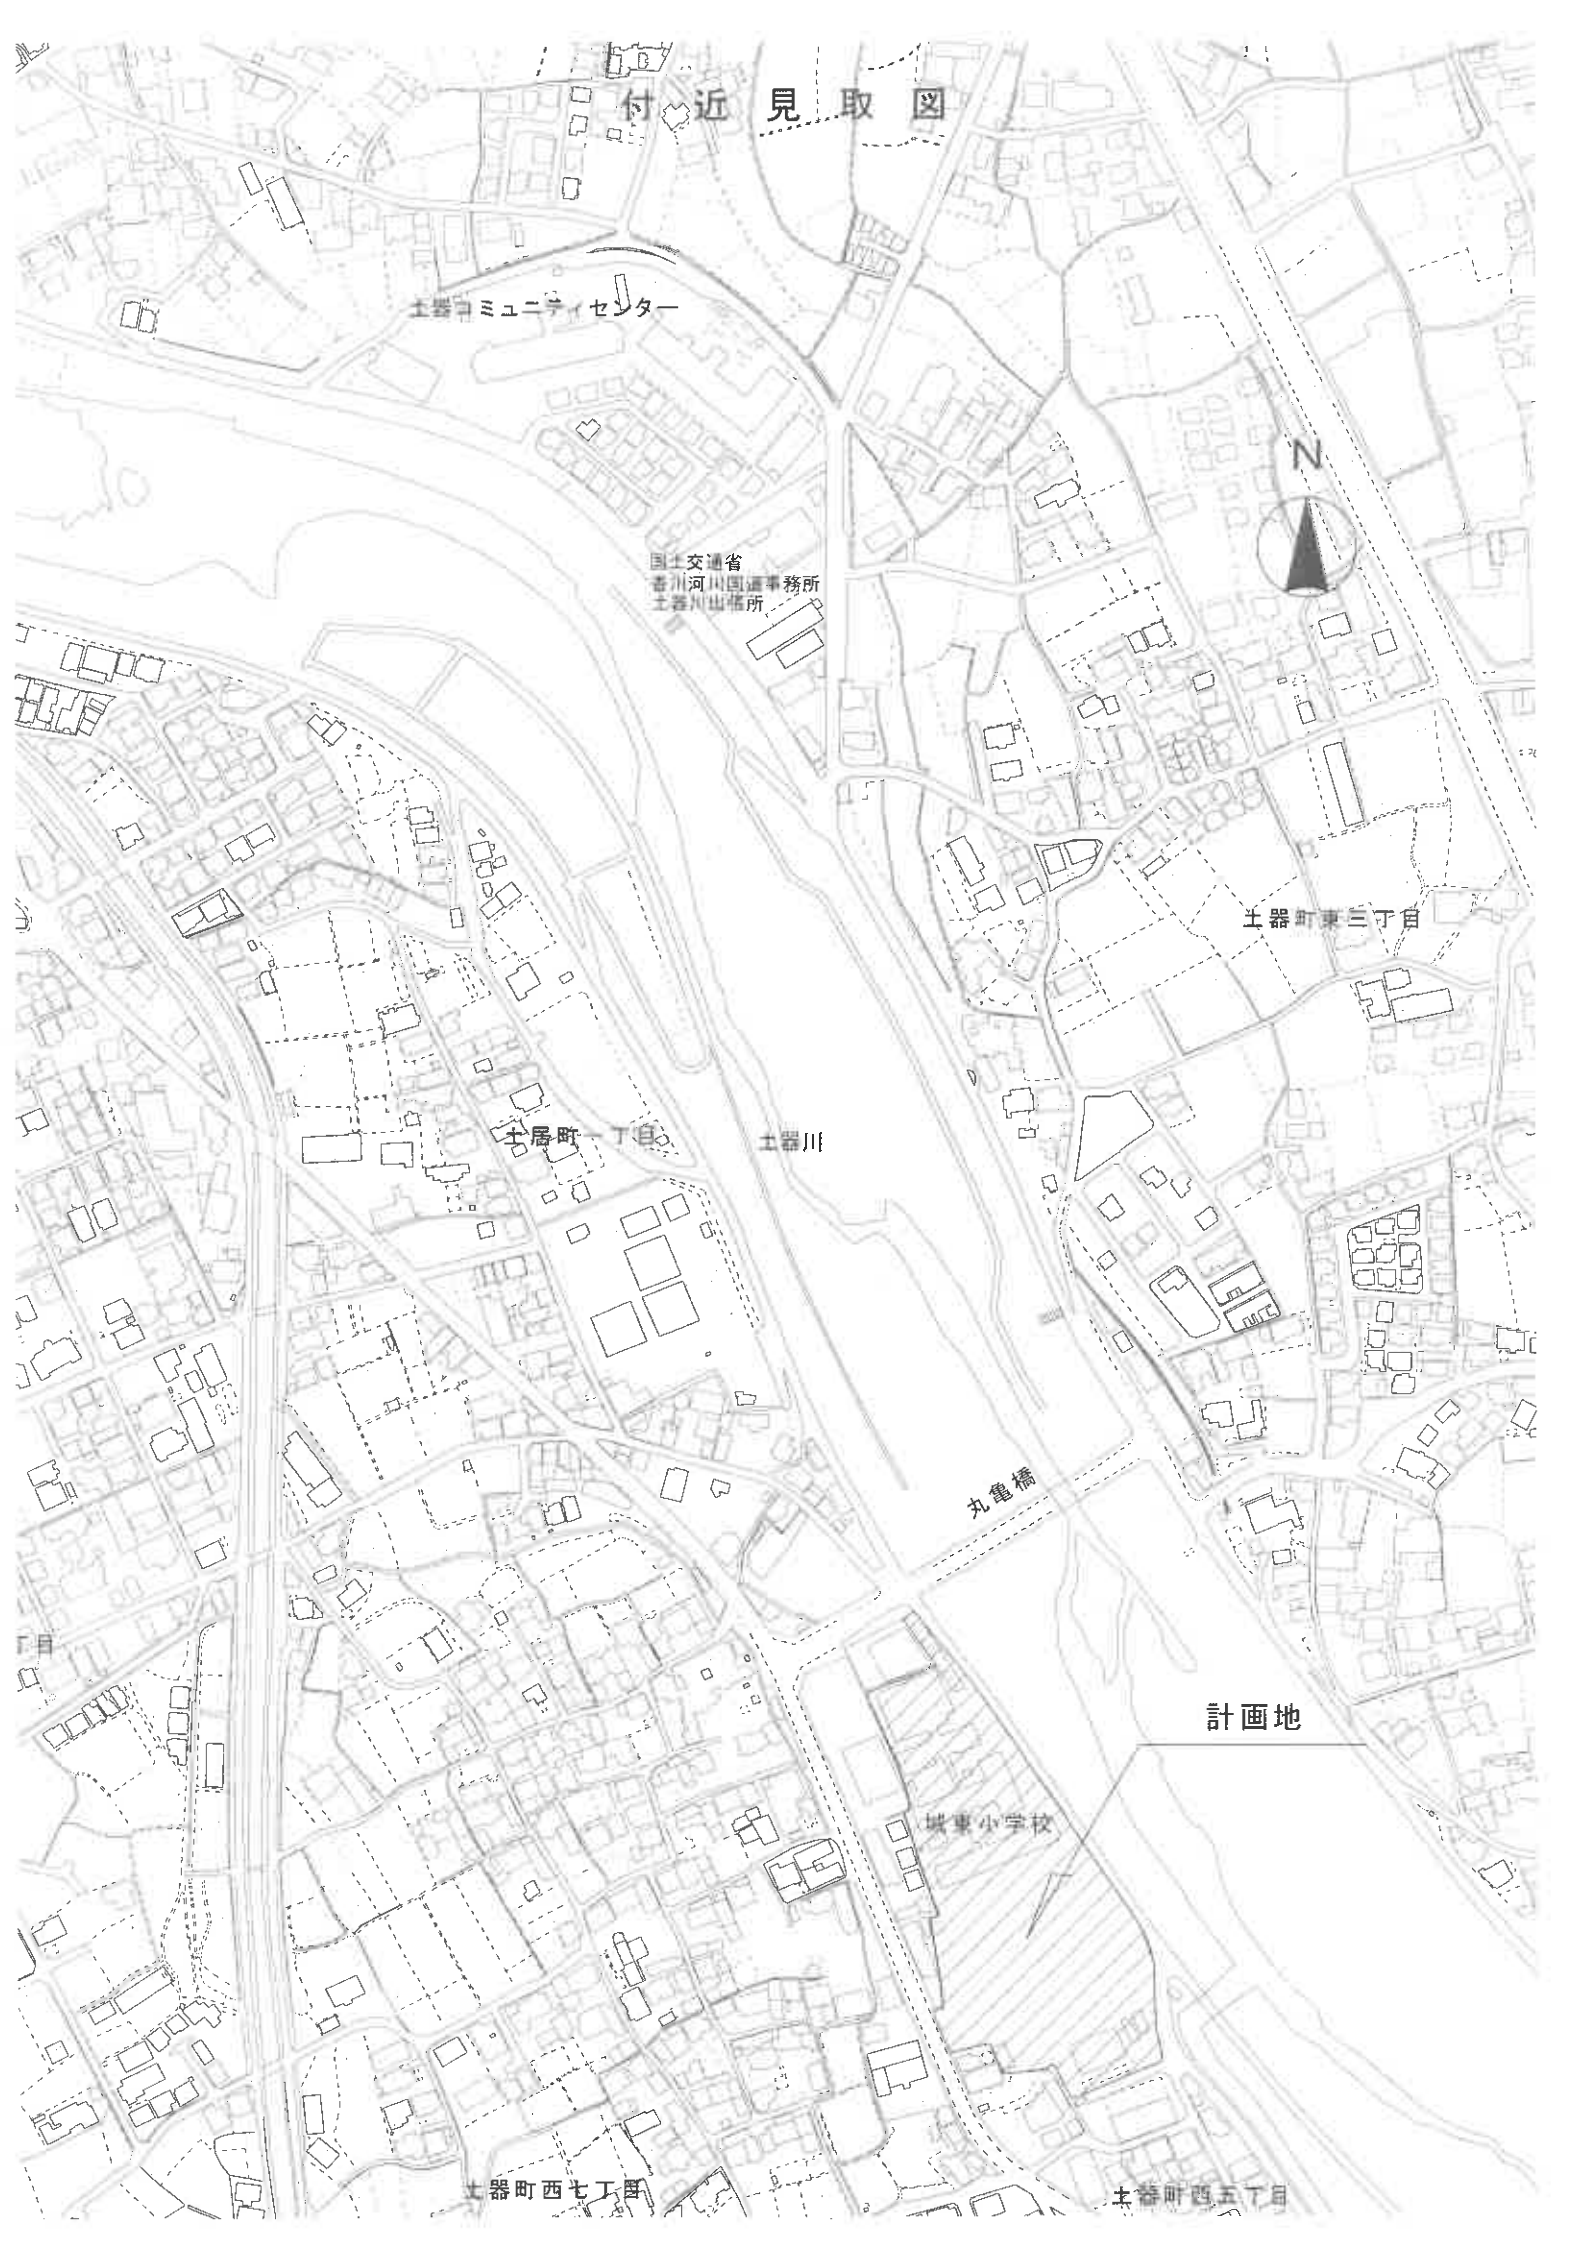 付近見取図
土器コミュニティセンター
N
国土交通省
香川河川国道事務所
土器川出張所
土器町東三丁目
土居町一丁目
土器川
丸亀橋
丁目
計画地
城東小学校
土器町西七丁目
土器町西五丁目